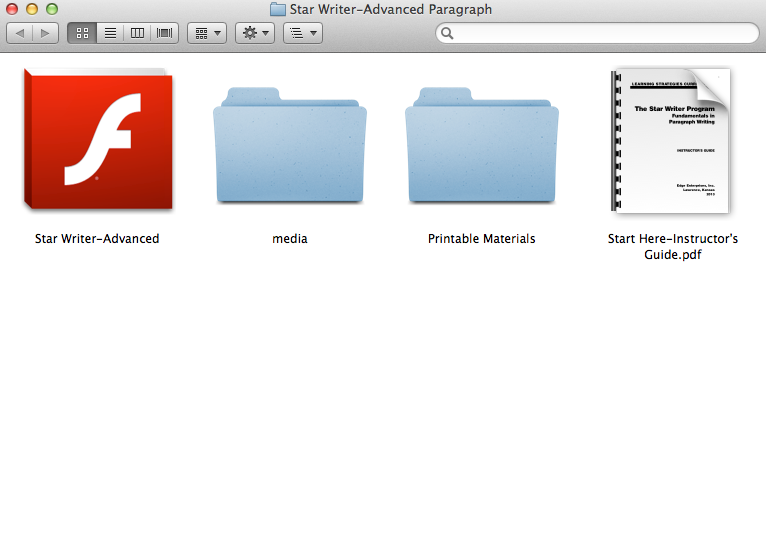 Star Writer-Advanced Paragraph
LEARNING STRATEGIES
The Star Writer Program
Fundamentals in
Paragraph Writing
INSTRUCTOR'S GUIDE
Edge Enterprises, Inc.
Lawrence, Kansas
2013
Star Writer-Advanced
media
Printable Materials
Start Here-Instructor's
Guide.pdf